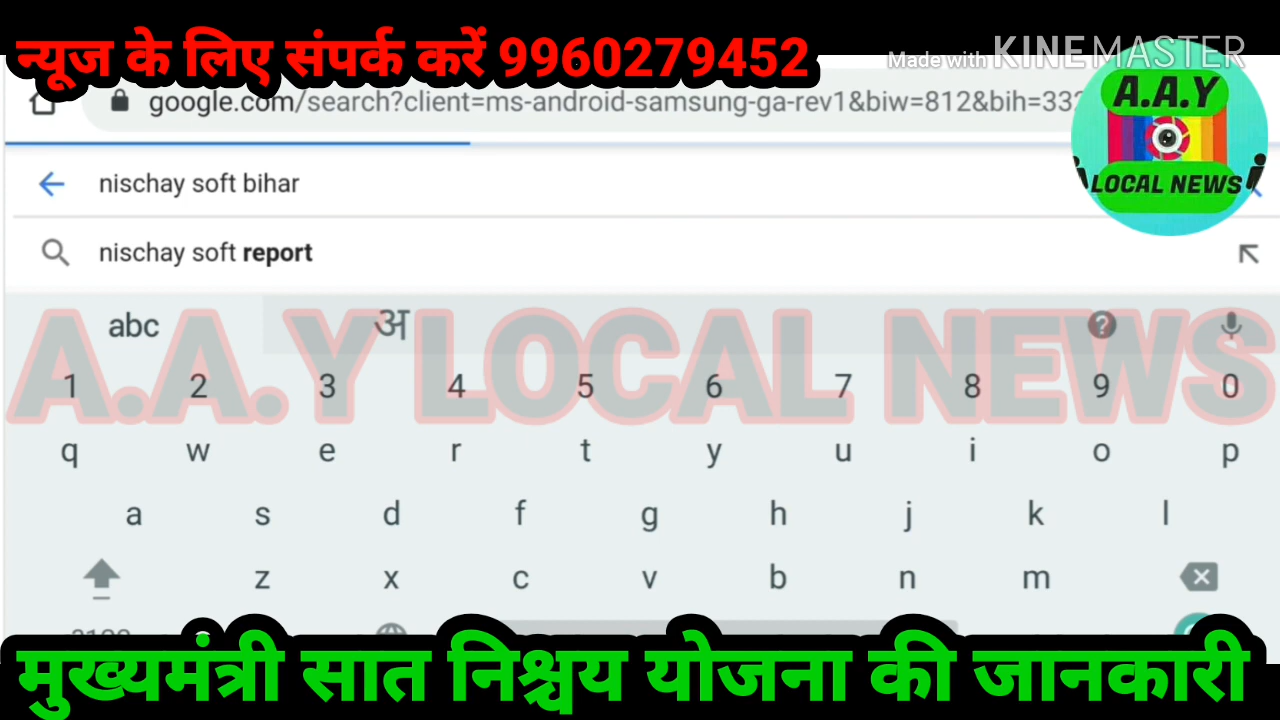 न्यूज के लिए संपर्क करें 9960279452
Made with KINEMASTER
google.com/search?client=ms-android-samsung-ga-rev1&biw=812&bih=333
A.A.Y
LOCAL NEWS
nischay soft bihar
nischay soft report
abc अ
A.A.Y LOCAL NEWS
1 2 3 4 5 6 7 8 9 0
q w e r t y u i o p
a s d f g h j k l
z x c v b n m
मुख्यमंत्री सात निश्चय योजना की जानकारी